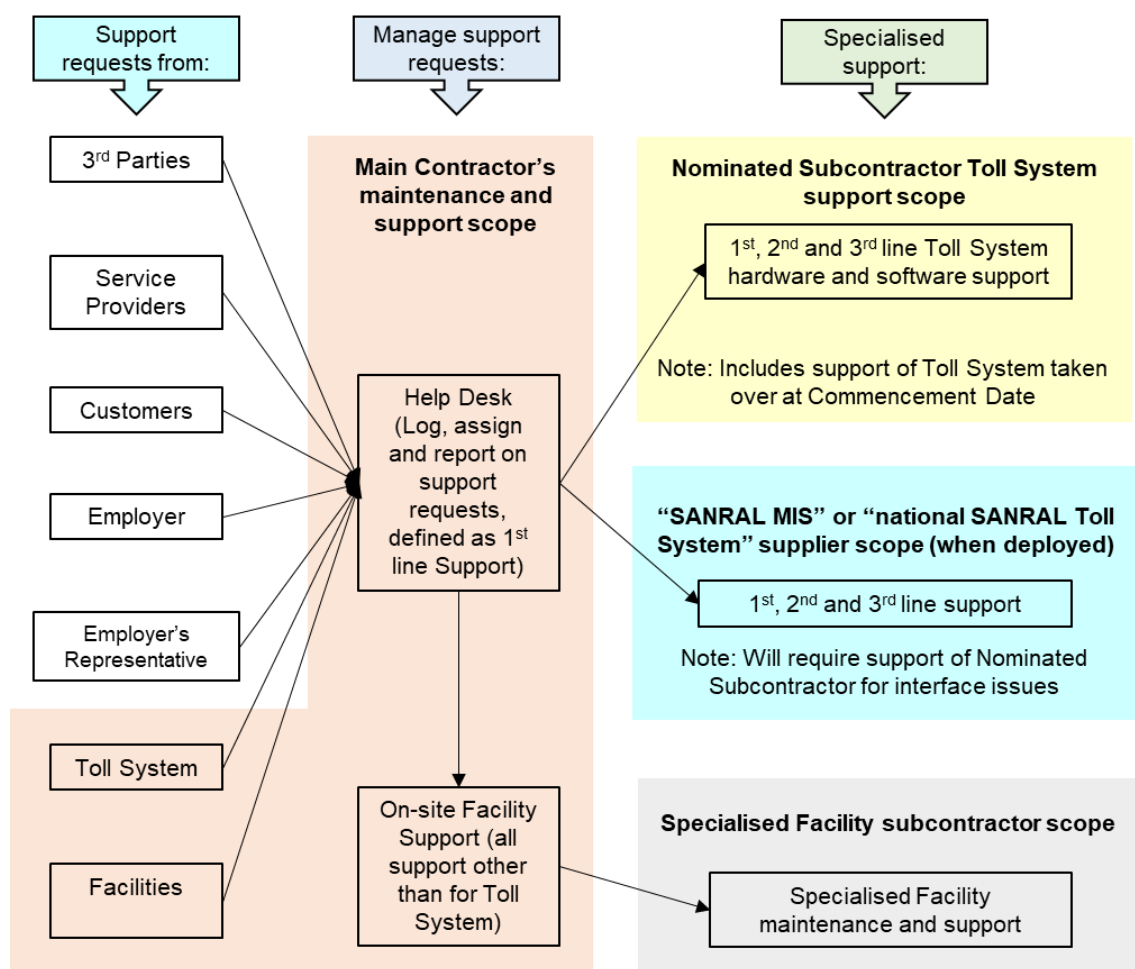 Support
requests from:
Manage support
requests:
Specialised
support:
3rd Parties
Service
Providers
Customers
Employer
Employer's
Representative
Toll System
Facilities
Main Contractor's
maintenance and
support scope
Help Desk
(Log, assign
and report on
support
requests,
defined as 1st
line Support)
On-site Facility
Support (all
support other
than for Toll
System)
Nominated Subcontractor Toll System
support scope
1st, 2nd and 3rd line Toll System
hardware and software support
Note: Includes support of Toll System taken
over at Commencement Date
“SANRAL MIS” or “national SANRAL Toll
System” supplier scope (when deployed)
1st, 2nd and 3rd line support
Note: Will require support of Nominated
Subcontractor for interface issues
Specialised Facility subcontractor scope
Specialised Facility
maintenance and support